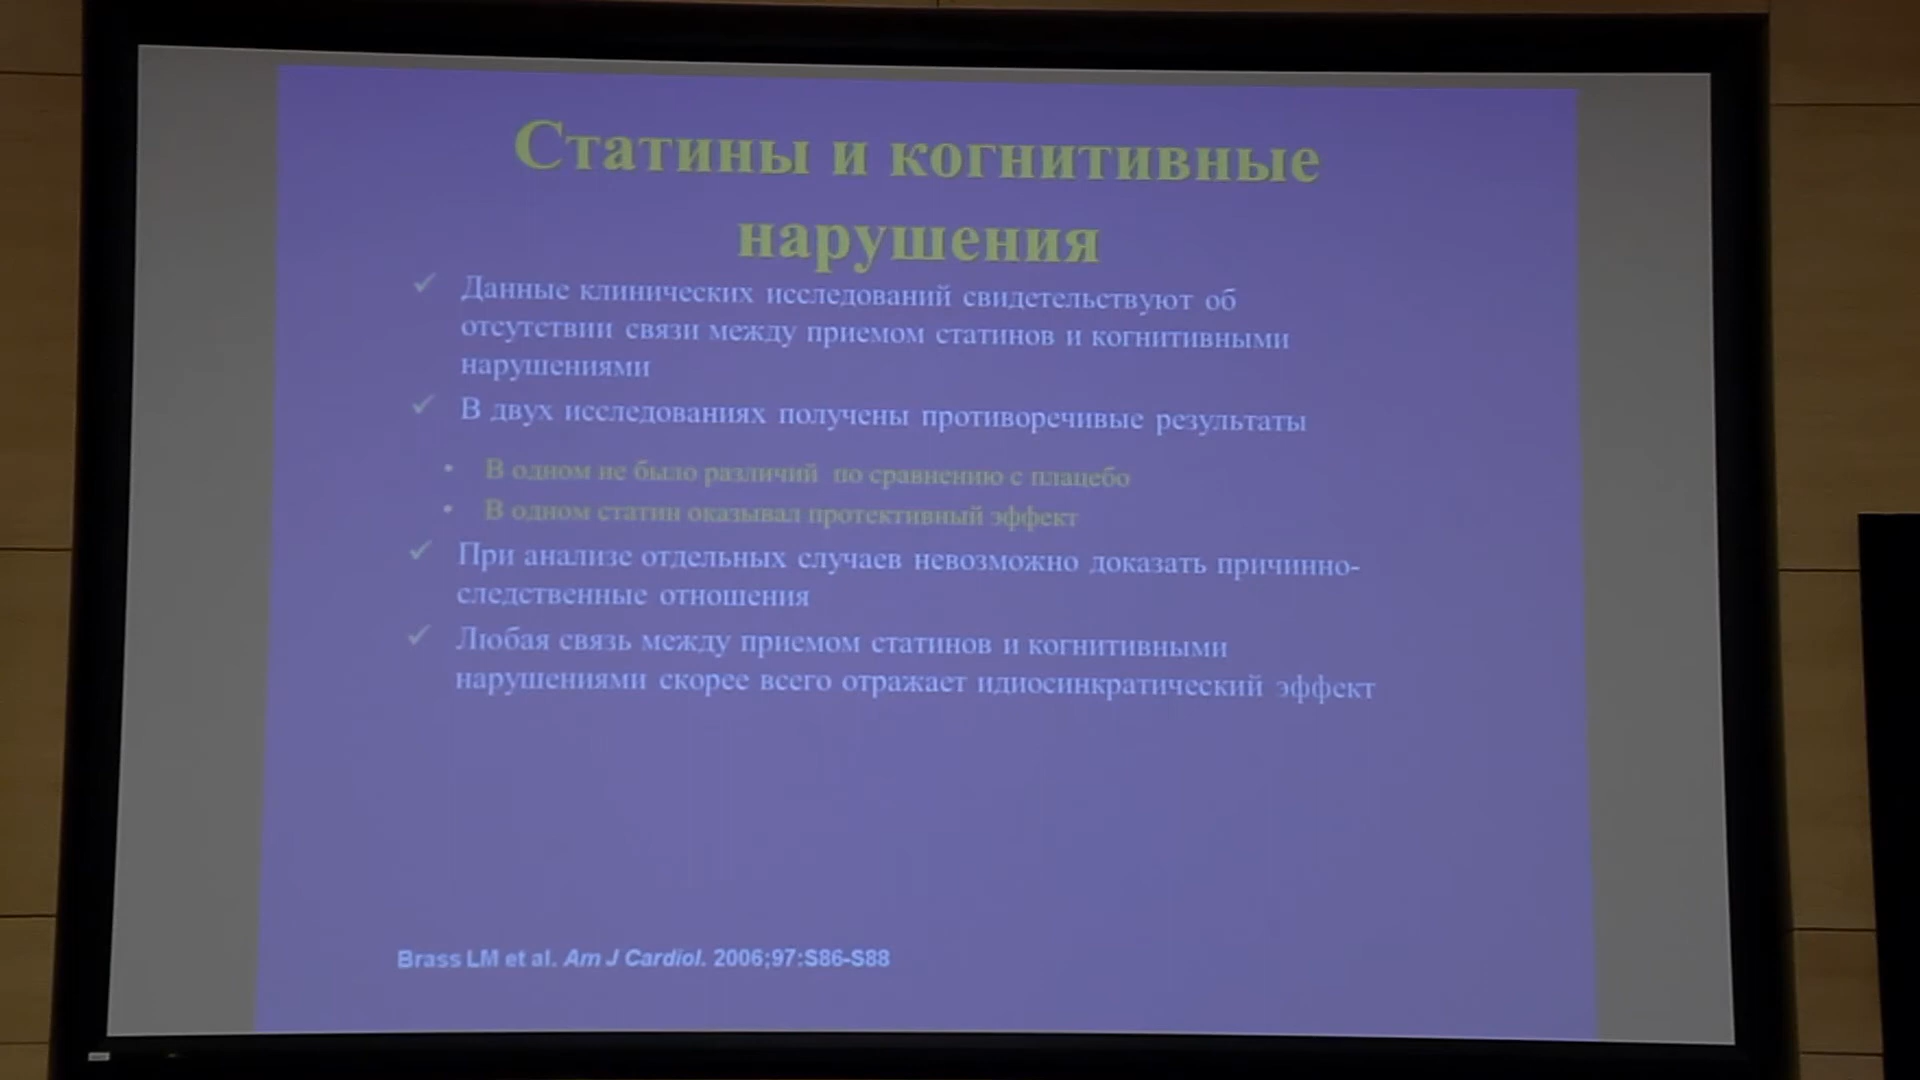 Статины и когнитивные
нарушения
✓ Данные клинических исследований свидетельствуют об
отсутствии связи между приемом статинов и когнитивными
нарушениями
✓ В двух исследованиях получены противоречивые результаты
• В одном не было различий по сравнению с плацебо
• В одном статин оказывал протективный эффект
✓ При анализе отдельных случаев невозможно доказать причинно-
следственные отношения
✓ Любая связь между приемом статинов и когнитивными
нарушениями скорее всего отражает идиосинкратический эффект
Brass LM et al. Am J Cardiol. 2006;97:S86-S88